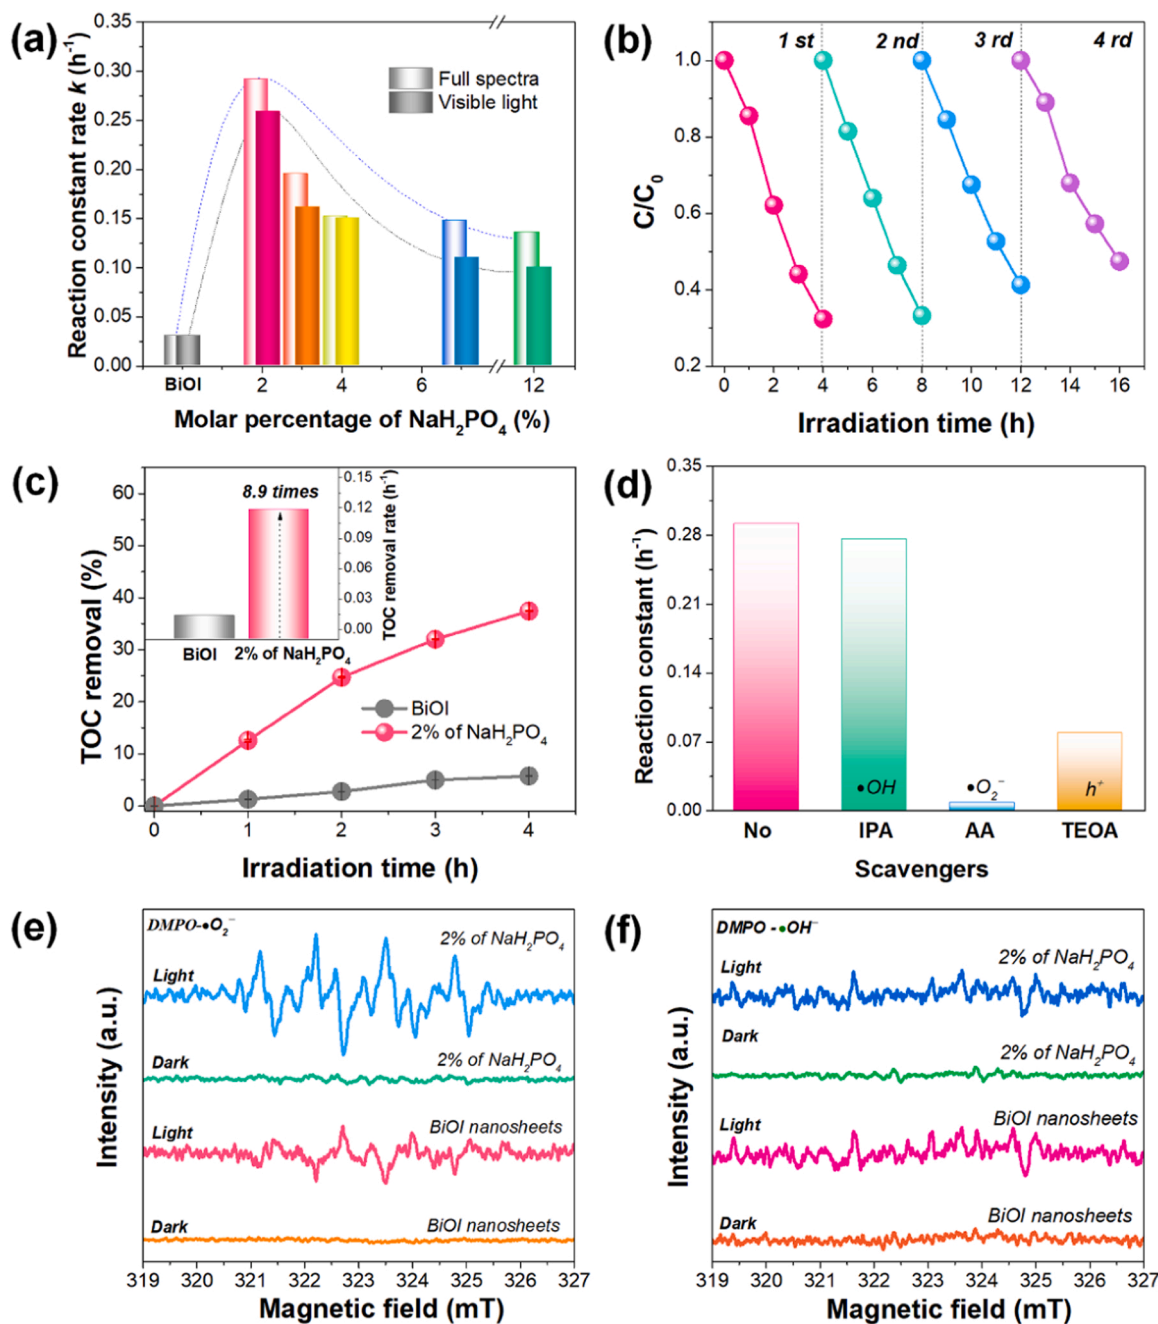 (a)
Reaction constant rate k (h⁻¹)
0.35
0.30
0.25
0.20
0.15
0.10
0.05
0.00
Full spectra
Visible light
BiOI
2
4
6
12
Molar percentage of NaH₂PO₄ (%)
(b)
C/C₀
1.0
0.8
0.6
0.4
0.2
1 st
2 nd
3 rd
4 rd
0
2
4
6
8
10
12
14
16
Irradiation time (h)
(c)
TOC removal (%)
60
50
40
30
20
10
0
8.9 times
0.15
0.12
0.09
0.06
0.03
0.00
TOC removal rate (h⁻¹)
BiOI
2% of NaH₂PO₄
BiOI
2% of NaH₂PO₄
0
1
2
3
4
Irradiation time (h)
(d)
Reaction constant (h⁻¹)
0.35
0.28
0.21
0.14
0.07
0.00
•OH
•O₂⁻
h⁺
No
IPA
AA
TEOA
Scavengers
(e)
Intensity (a.u.)
DMPO-•O₂⁻
2% of NaH₂PO₄
Light
Dark
2% of NaH₂PO₄
Light
BiOI nanosheets
Dark
BiOI nanosheets
319
320
321
322
323
324
325
326
327
Magnetic field (mT)
(f)
Intensity (a.u.)
DMPO -•OH⁻
2% of NaH₂PO₄
Light
Dark
2% of NaH₂PO₄
Light
BiOI nanosheets
Dark
BiOI nanosheets
319
320
321
322
323
324
325
326
327
Magnetic field (mT)